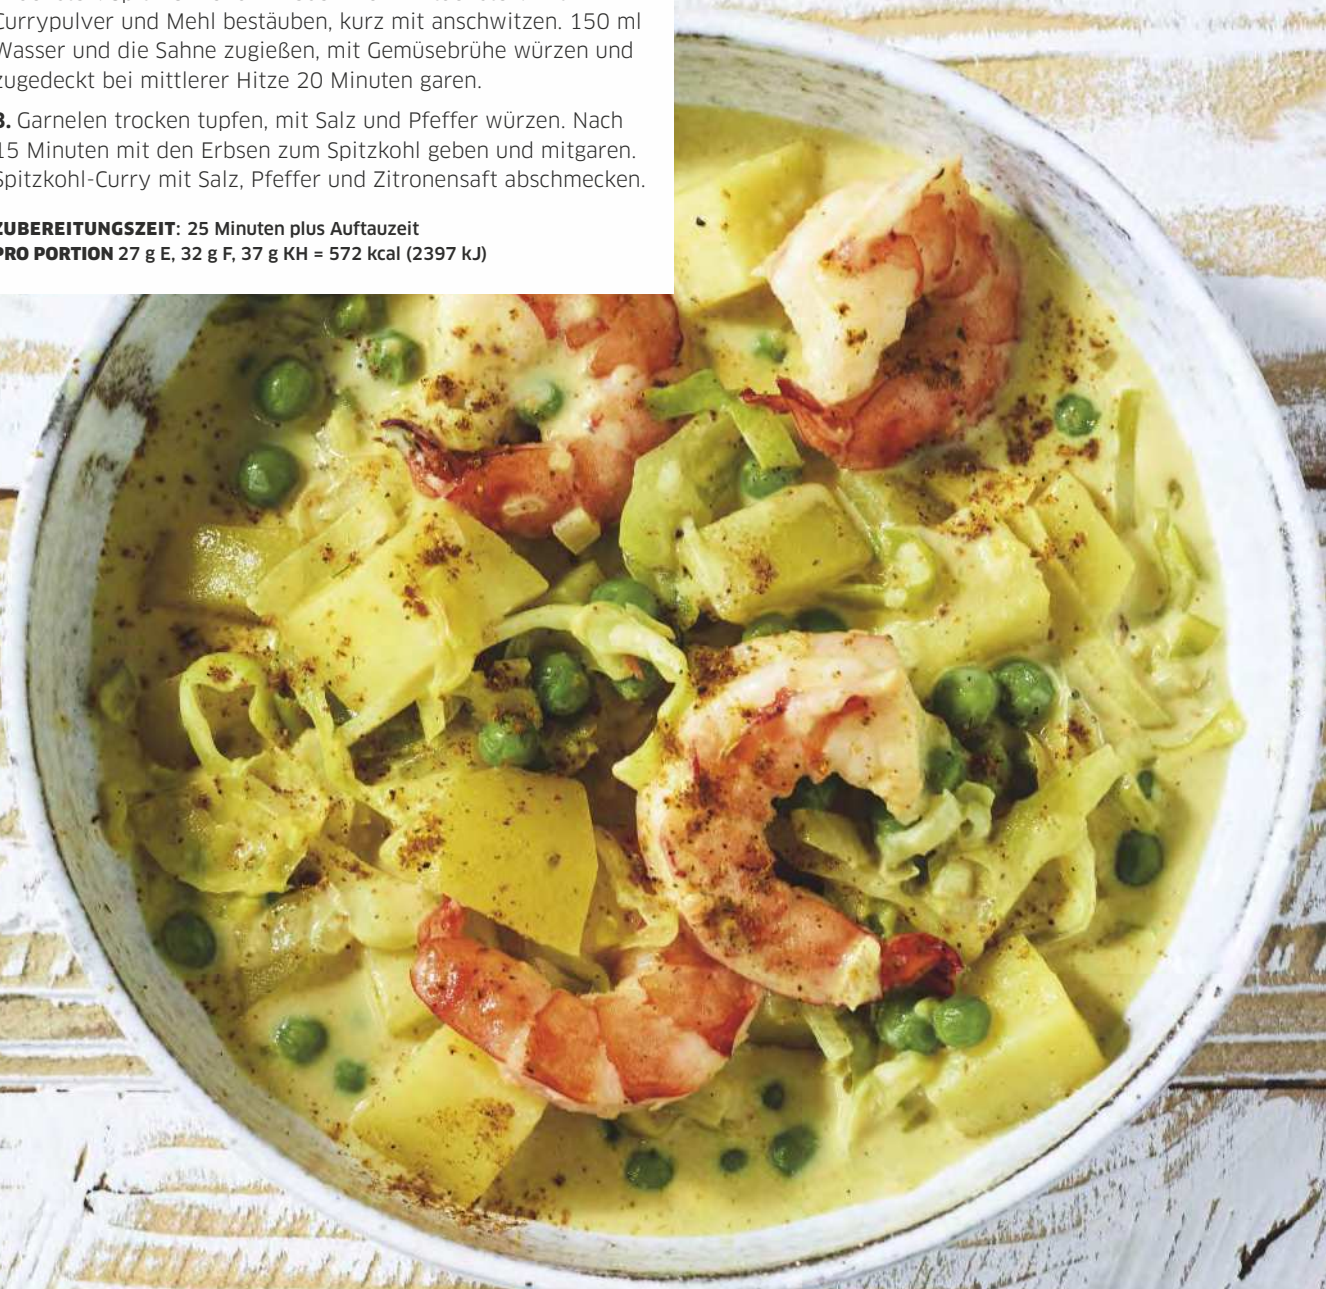 Currypulver und Mehl bestäuben, kurz mit anschwitzen. 150 ml
Wasser und die Sahne zugießen, mit Gemüsebrühe würzen und
zugedeckt bei mittlerer Hitze 20 Minuten garen.
3. Garnelen trocken tupfen, mit Salz und Pfeffer würzen. Nach
15 Minuten mit den Erbsen zum Spitzkohl geben und mitgaren.
Spitzkohl-Curry mit Salz, Pfeffer und Zitronensaft abschmecken.
ZUBEREITUNGSZEIT: 25 Minuten plus Auftauzeit
PRO PORTION 27 g E, 32 g F, 37 g KH = 572 kcal (2397 kJ)